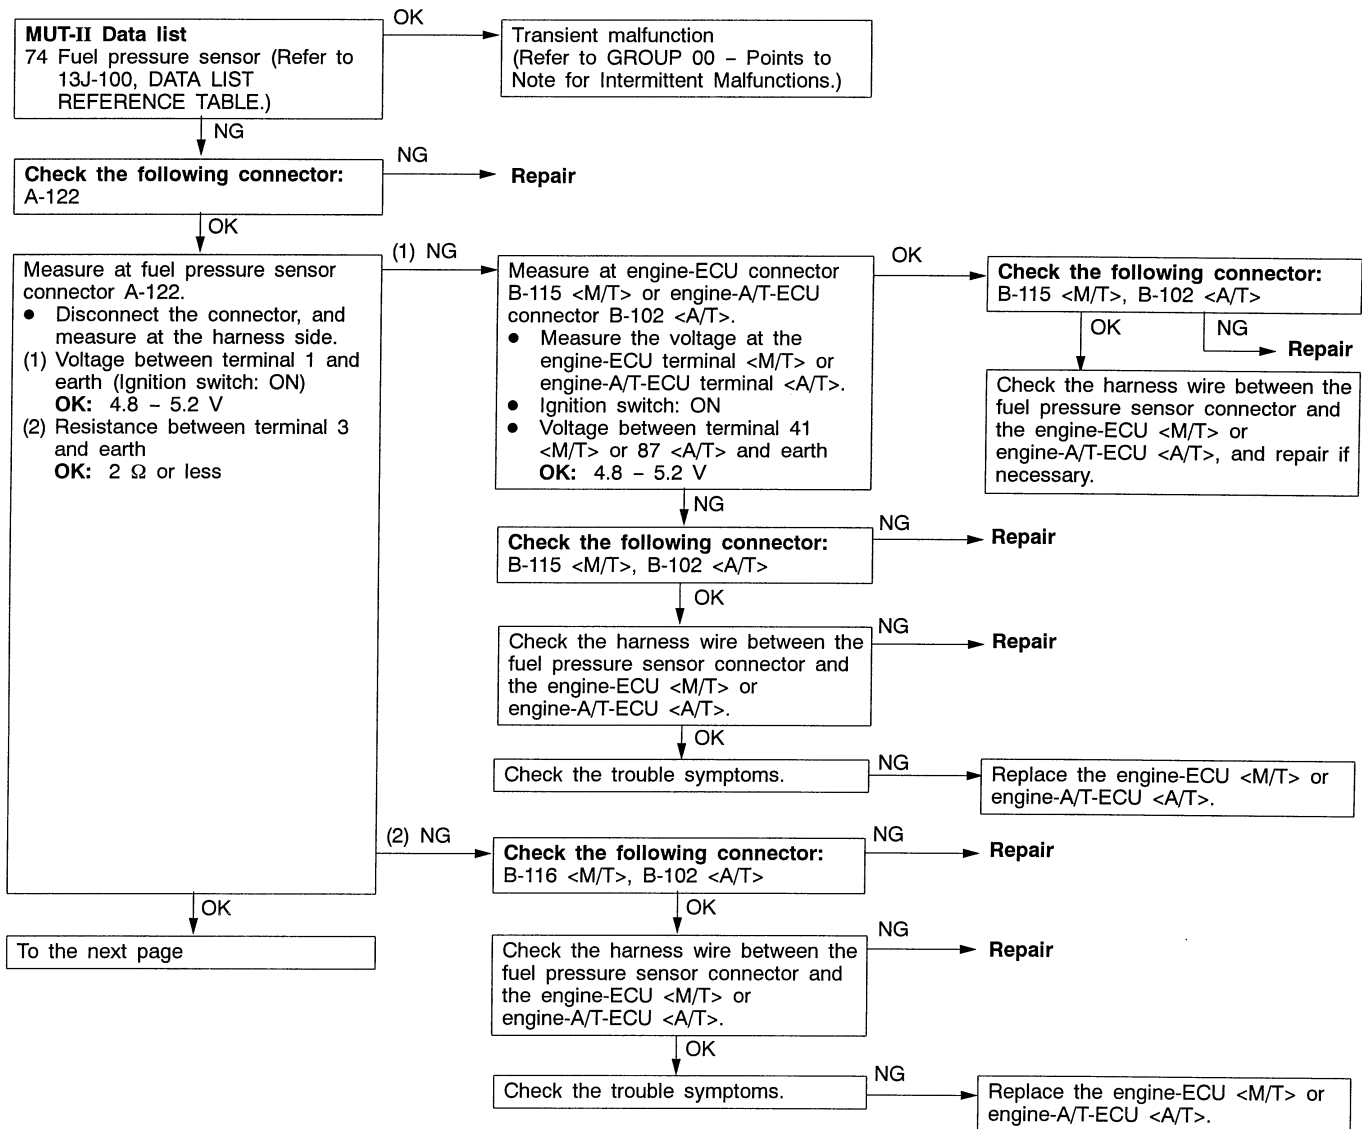 MUT-II Data list
74 Fuel pressure sensor (Refer to
13J-100, DATA LIST
REFERENCE TABLE.)
OK
Transient malfunction
(Refer to GROUP 00 – Points to
Note for Intermittent Malfunctions.)
NG
Check the following connector:
A-122
NG
Repair
OK
Measure at fuel pressure sensor
connector A-122.
● Disconnect the connector, and
measure at the harness side.
(1) Voltage between terminal 1 and
earth (Ignition switch: ON)
OK: 4.8 – 5.2 V
(2) Resistance between terminal 3
and earth
OK: 2 Ω or less
(1) NG
Measure at engine-ECU connector
B-115 <M/T> or engine-A/T-ECU
connector B-102 <A/T>.
● Measure the voltage at the
engine-ECU terminal <M/T> or
engine-A/T-ECU terminal <A/T>.
● Ignition switch: ON
● Voltage between terminal 41
<M/T> or 87 <A/T> and earth
OK: 4.8 – 5.2 V
OK
Check the following connector:
B-115 <M/T>, B-102 <A/T>
OK
NG
Repair
Check the harness wire between the
fuel pressure sensor connector and
the engine-ECU <M/T> or
engine-A/T-ECU <A/T>, and repair if
necessary.
NG
Check the following connector:
B-115 <M/T>, B-102 <A/T>
NG
Repair
OK
Check the harness wire between the
fuel pressure sensor connector and
the engine-ECU <M/T> or
engine-A/T-ECU <A/T>.
NG
Repair
OK
Check the trouble symptoms.
NG
Replace the engine-ECU <M/T> or
engine-A/T-ECU <A/T>.
(2) NG
Check the following connector:
B-116 <M/T>, B-102 <A/T>
NG
Repair
OK
To the next page
OK
Check the harness wire between the
fuel pressure sensor connector and
the engine-ECU <M/T> or
engine-A/T-ECU <A/T>.
NG
Repair
OK
Check the trouble symptoms.
NG
Replace the engine-ECU <M/T> or
engine-A/T-ECU <A/T>.